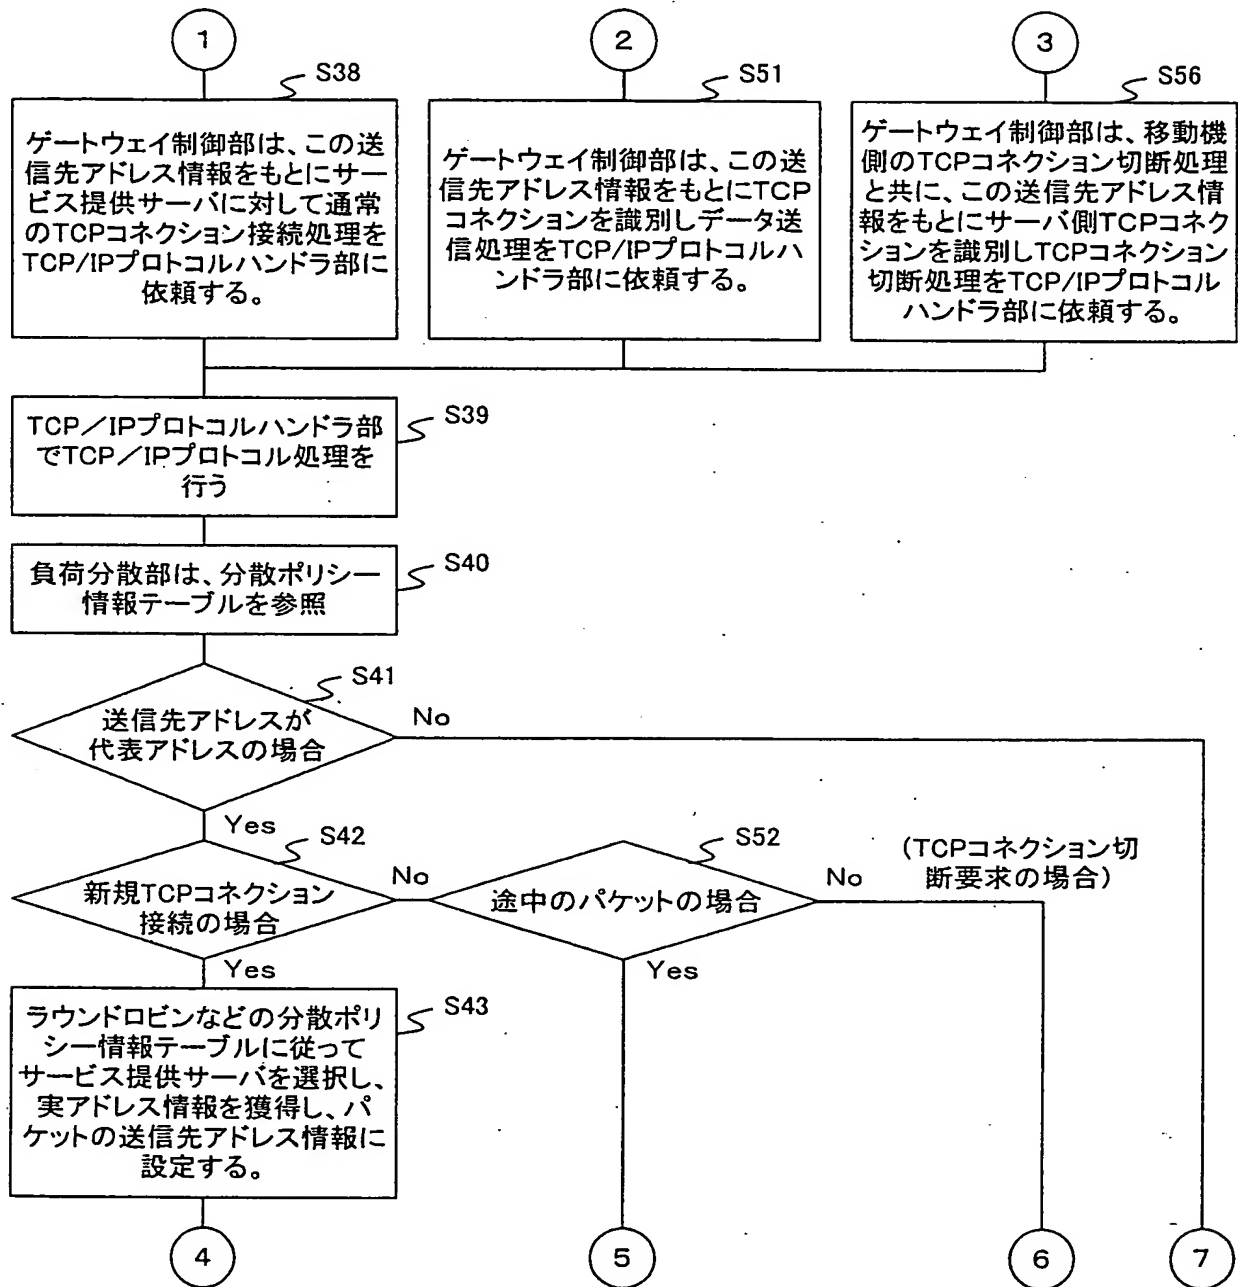 1
2
3
S38
ゲートウェイ制御部は、この送
信先アドレス情報をもとにサー
ビス提供サーバに対して通常
のTCPコネクション接続処理を
TCP/IPプロトコルハンドラ部に
依頼する。
S51
ゲートウェイ制御部は、この送
信先アドレス情報をもとにTCP
コネクションを識別しデータ送
信処理をTCP/IPプロトコルハ
ンドラ部に依頼する。
S56
ゲートウェイ制御部は、移動機
側のTCPコネクション切断処理
と共に、この送信先アドレス情
報をもとにサーバ側TCPコネク
ションを識別しTCPコネクション
切断処理をTCP/IPプロトコル
ハンドラ部に依頼する。
S39
TCP／IPプロトコルハンドラ部
でTCP／IPプロトコル処理を
行う
S40
負荷分散部は、分散ポリシー
情報テーブルを参照
S41
送信先アドレスが
代表アドレスの場合
No
Yes
S42
新規TCPコネクション
接続の場合
No
S52
途中のパケットの場合
No
(TCPコネクション切
断要求の場合)
Yes
Yes
S43
ラウンドロビンなどの分散ポリ
シー情報テーブルに従って
サービス提供サーバを選択し、
実アドレス情報を獲得し、パ
ケットの送信先アドレス情報に
設定する。
4
5
6
7